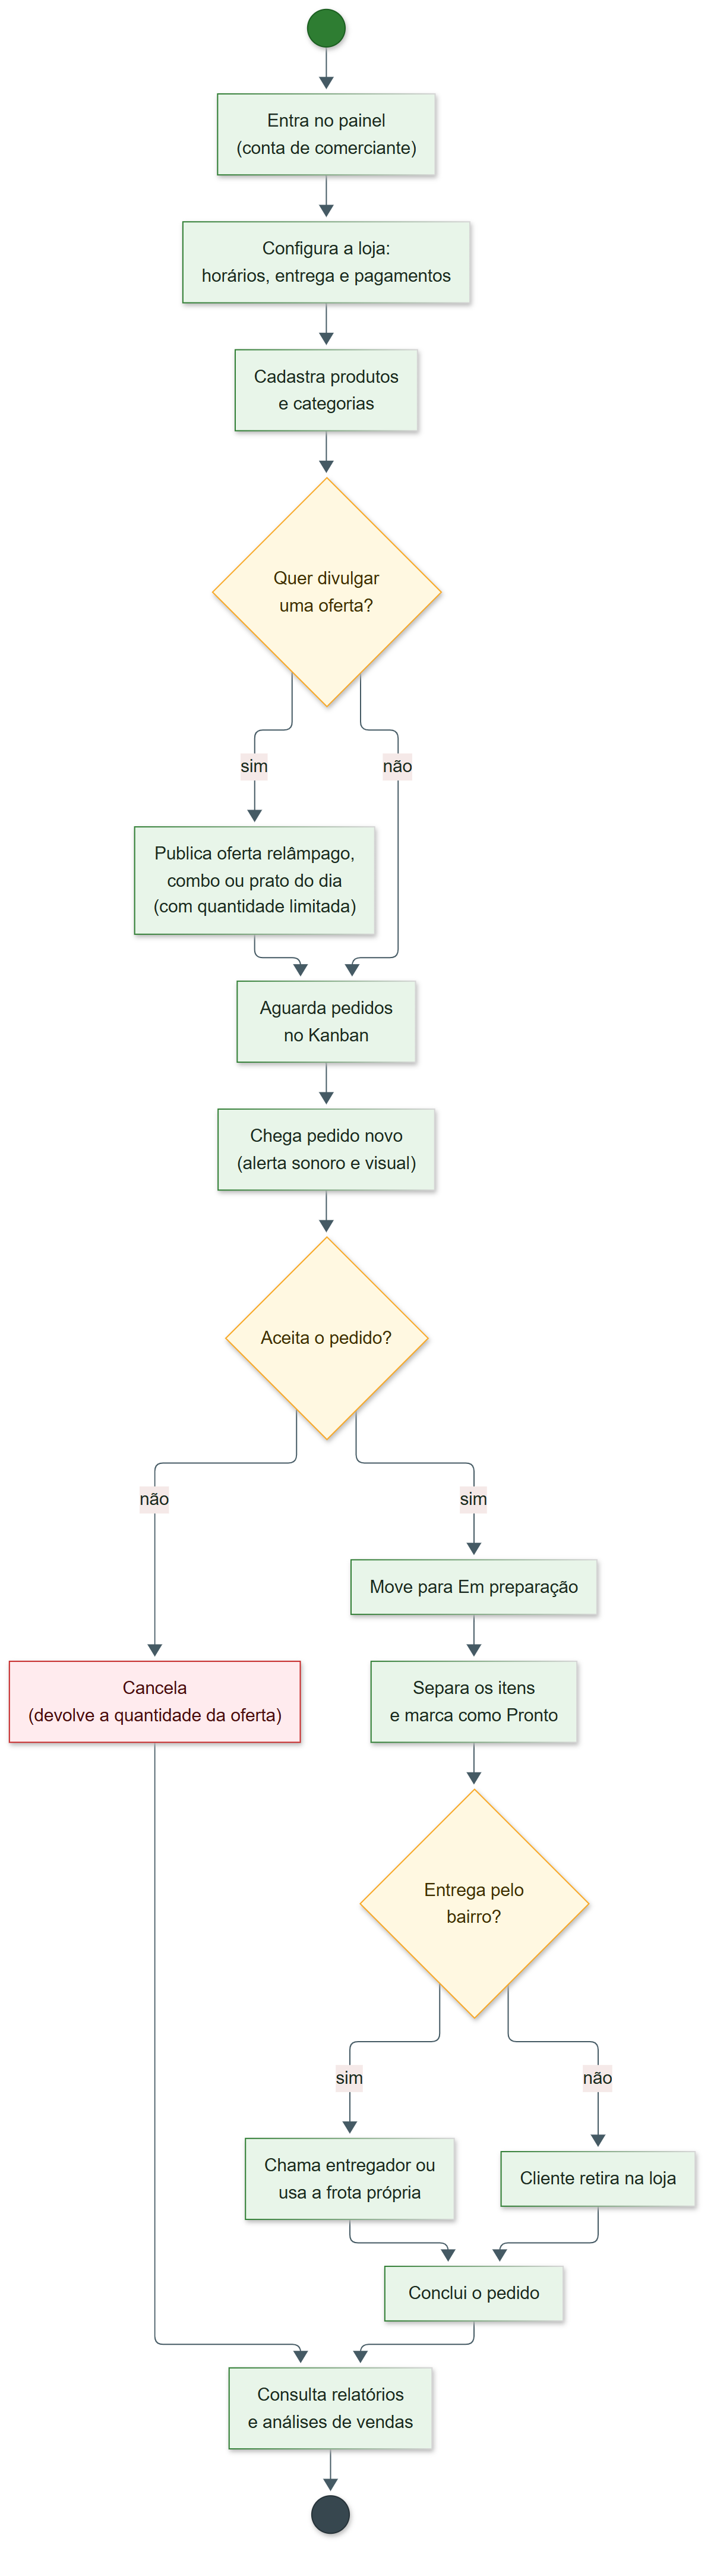 Entra no painel
(conta de comerciante)
Configura a loja:
horários, entrega e pagamentos
Cadastra produtos
e categorias
Quer divulgar
uma oferta?
sim
não
Publica oferta relâmpago,
combo ou prato do dia
(com quantidade limitada)
Aguarda pedidos
no Kanban
Chega pedido novo
(alerta sonoro e visual)
Aceita o pedido?
não
sim
Move para Em preparação
Cancela
(devolve a quantidade da oferta)
Separa os itens
e marca como Pronto
Entrega pelo
bairro?
sim
não
Chama entregador ou
usa a frota própria
Cliente retira na loja
Conclui o pedido
Consulta relatórios
e análises de vendas